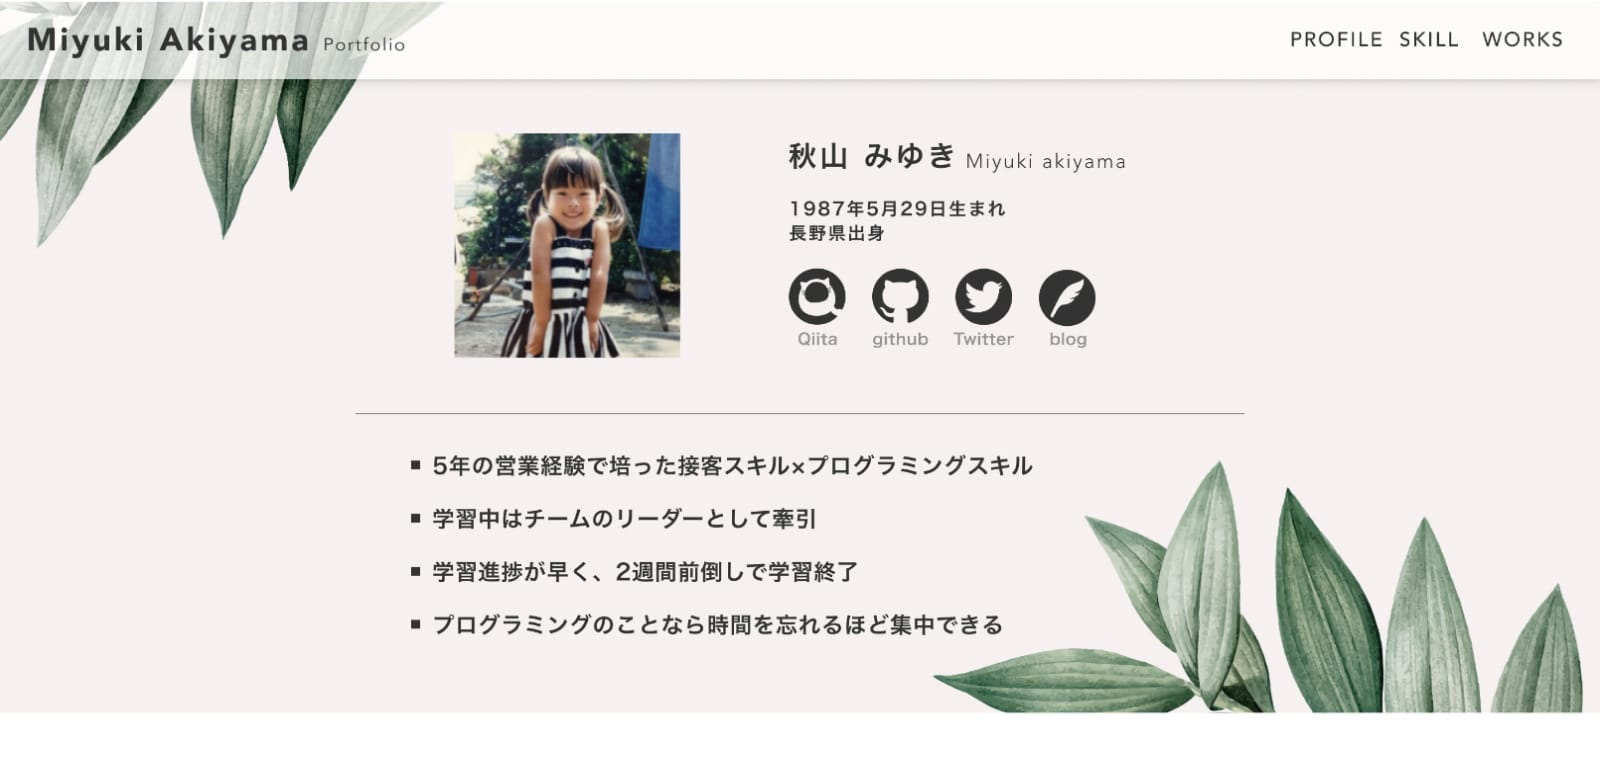 Miyuki Akiyama Portfolio
PROFILE SKILL WORKS
秋山 みゆき Miyuki akiyama
1987年5月29日生まれ
長野県出身
Qiita github Twitter blog
5年の営業経験で培った接客スキル×プログラミングスキル
学習中はチームのリーダーとして牽引
学習進捗が早く、2週間前倒しで学習終了
プログラミングのことなら時間を忘れるほど集中できる